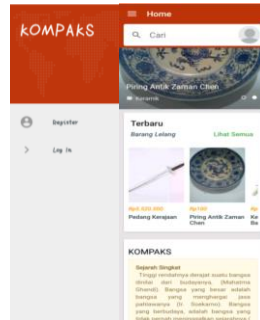 KOMPAKS
Register
Log In
Home
Cari
Piring Antik Zaman Chen
Keramik
Terbaru
Barang Lelang
Lihat Semua
Pedang Kerajaan
Piring Antik Zaman Chen
KOMPAKS
Sejarah Singkat
Tinggi rendahnya derajat suatu bangsa
dinilai dari budayanya, (Mahatma
Ghandi). Bangsa yang besar adalah
bangsa yang menghargai jasa
pahlawannya (Ir. Soekarno). Bangsa
yang berbudaya, adalah bangsa yang